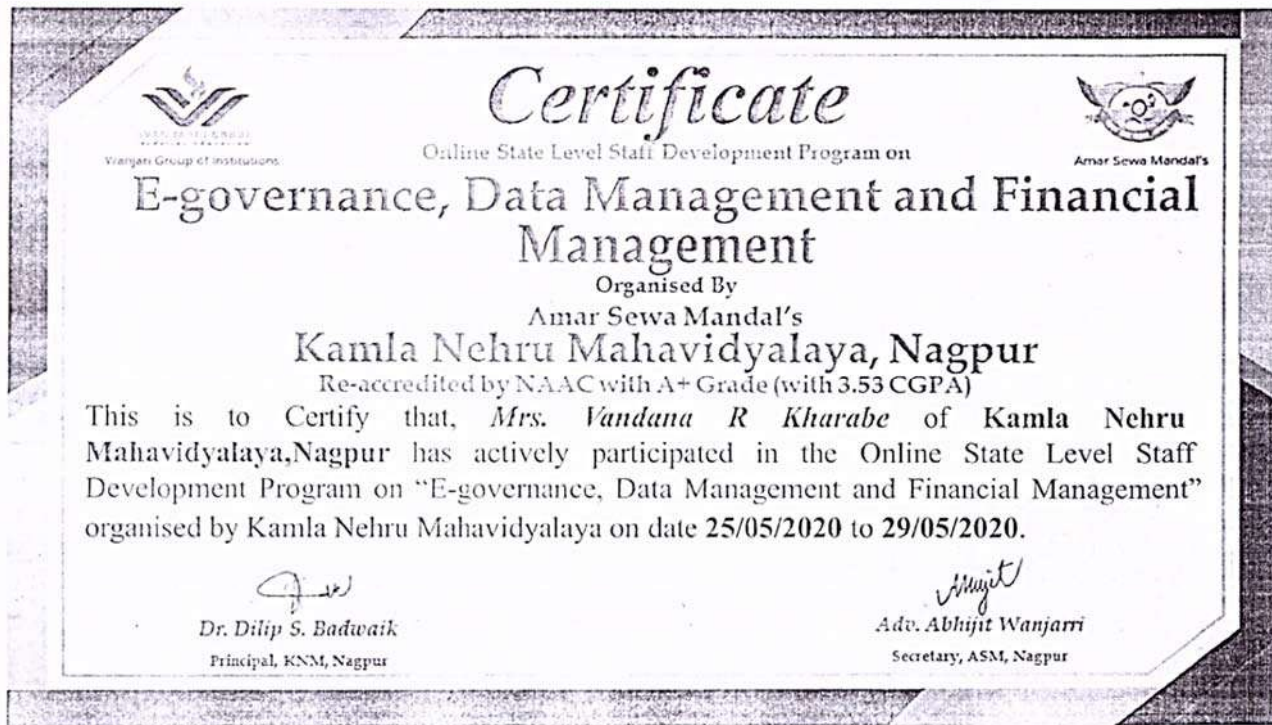 Certificate
Wanjari Group of Institutions
Online State Level Staff Development Program on
Amar Sewa Mandal's
E-governance, Data Management and Financial
Management
Organised By
Amar Sewa Mandal's
Kamla Nehru Mahavidyalaya, Nagpur
Re-accredited by NAAC with A+ Grade (with 3.53 CGPA)
This is to Certify that, Mrs. Vandana R Kharabe of Kamla Nehru
Mahavidyalaya,Nagpur has actively participated in the Online State Level Staff
Development Program on “E-governance, Data Management and Financial Management”
organised by Kamla Nehru Mahavidyalaya on date 25/05/2020 to 29/05/2020.
Dr. Dilip S. Badwaik
Principal, KNM, Nagpur
Adv. Abhijit Wanjarri
Secretary, ASM, Nagpur